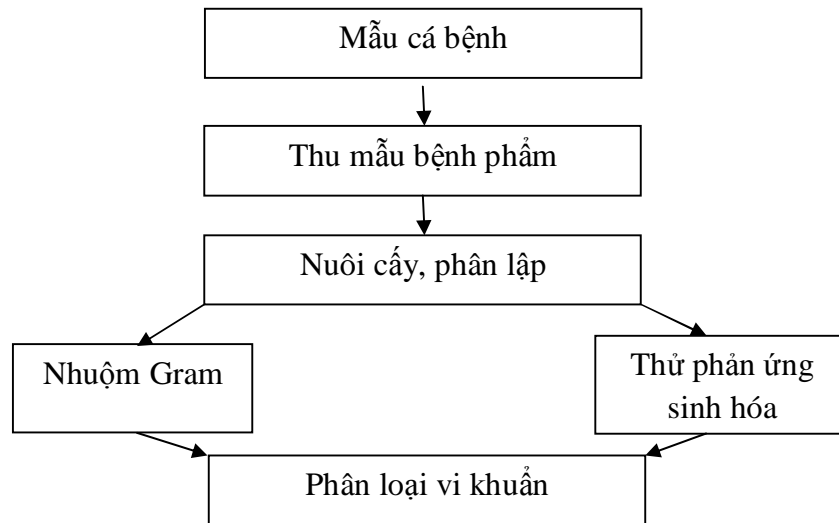 Mẫu cá bệnh
Thu mẫu bệnh phẩm
Nuôi cấy, phân lập
Nhuộm Gram
Thử phản ứng
sinh hóa
Phân loại vi khuẩn